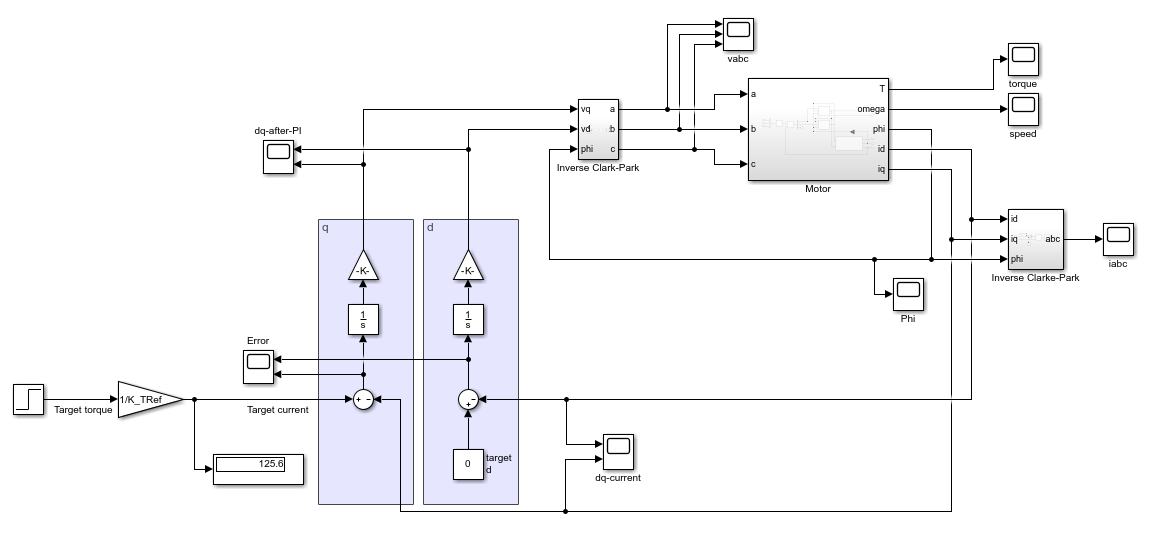 vabc
T
torque
a
omega
speed
dq-after-PI
vq
a
vd
b
b
phi
phi
c
id
c
iq
Inverse Clark-Park
Motor
q
d
id
iq
abc
phi
iabc
Inverse Clarke-Park
-K-
-K-
Phi
1
s
1
s
Error
1/K_TRef
Target torque
Target current
+
−
−
+
125.6
0
target
d
dq-current